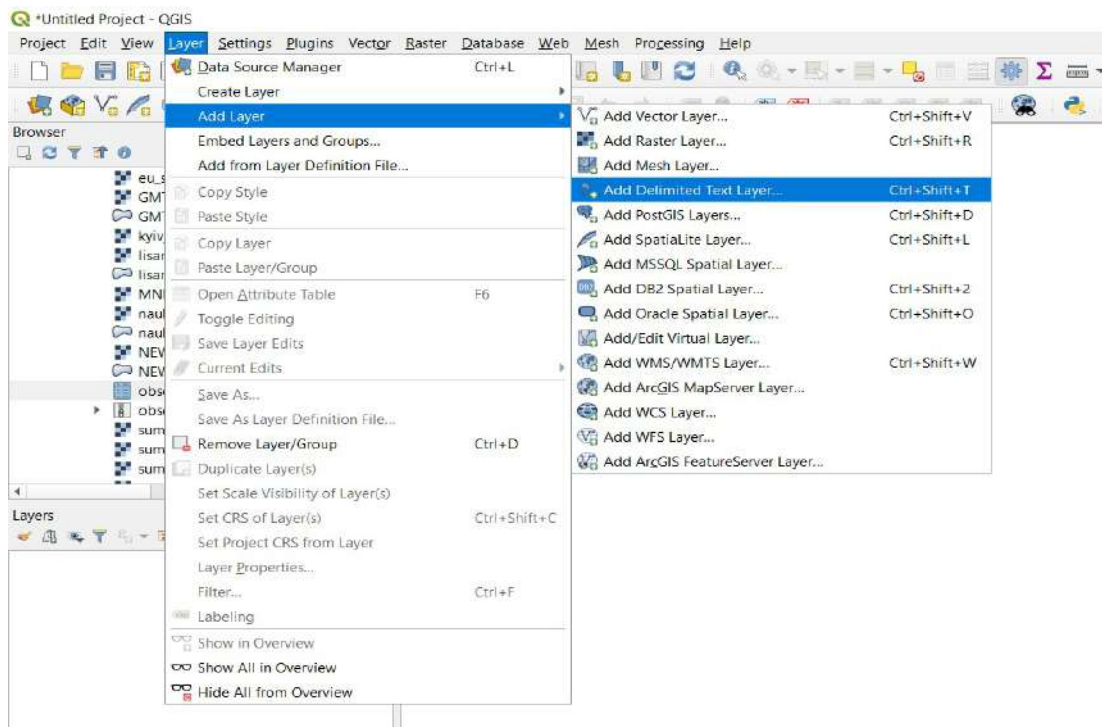 *Untitled Project - QGIS
Project Edit View Layer Settings Plugins Vector Raster Database Web Mesh Processing Help
Data Source Manager Ctrl+L
Create Layer
Add Layer
Embed Layers and Groups...
Add from Layer Definition File...
Copy Style
Paste Style
Copy Layer
Paste Layer/Group
Open Attribute Table F6
Toggle Editing
Save Layer Edits
Current Edits
Save As...
Save As Layer Definition File...
Remove Layer/Group Ctrl+D
Duplicate Layer(s)
Set Scale Visibility of Layer(s)
Set CRS of Layer(s) Ctrl+Shift+C
Set Project CRS from Layer
Layer Properties...
Filter... Ctrl+F
Labeling
Show in Overview
Show All in Overview
Hide All from Overview
Add Vector Layer... Ctrl+Shift+V
Add Raster Layer... Ctrl+Shift+R
Add Mesh Layer...
Add Delimited Text Layer... Ctrl+Shift+T
Add PostGIS Layers... Ctrl+Shift+D
Add SpatiaLite Layer... Ctrl+Shift+L
Add MSSQL Spatial Layer...
Add DB2 Spatial Layer... Ctrl+Shift+2
Add Oracle Spatial Layer... Ctrl+Shift+O
Add/Edit Virtual Layer...
Add WMS/WMTS Layer... Ctrl+Shift+W
Add ArcGIS MapServer Layer...
Add WCS Layer...
Add WFS Layer...
Add ArcGIS FeatureServer Layer...
Browser
eu_s
GMT
GMT
kyiv_
lisar
lisar
MNI
naul
naul
NEW
NEW
obse
obse
sum
sum
sum
Layers